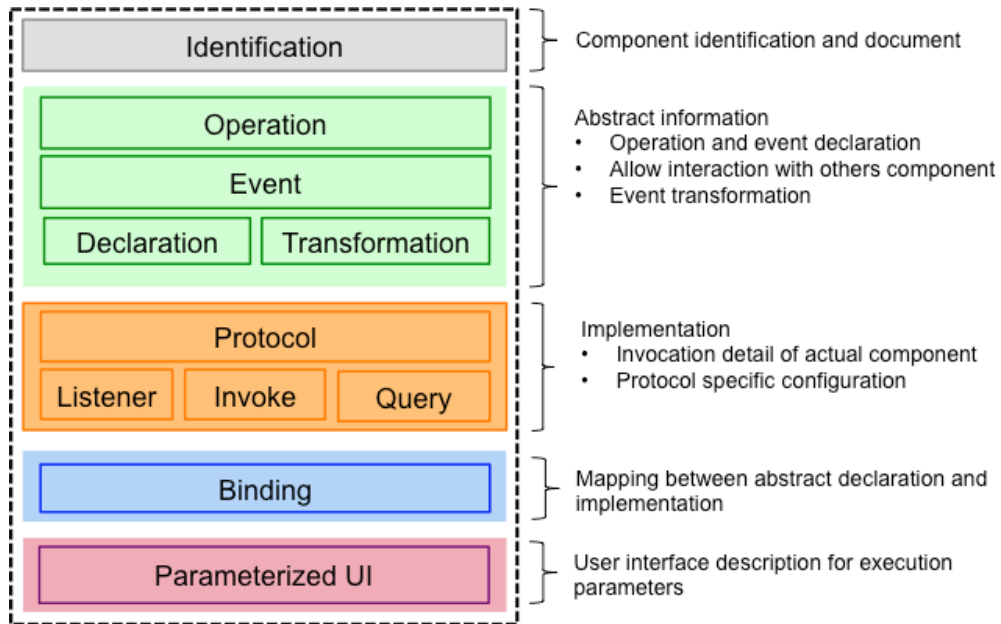 Identification
Component identification and document
Operation
Event
Declaration
Transformation
Abstract information
• Operation and event declaration
• Allow interaction with others component
• Event transformation
Protocol
Listener
Invoke
Query
Implementation
• Invocation detail of actual component
• Protocol specific configuration
Binding
Mapping between abstract declaration and
implementation
Parameterized UI
User interface description for execution
parameters